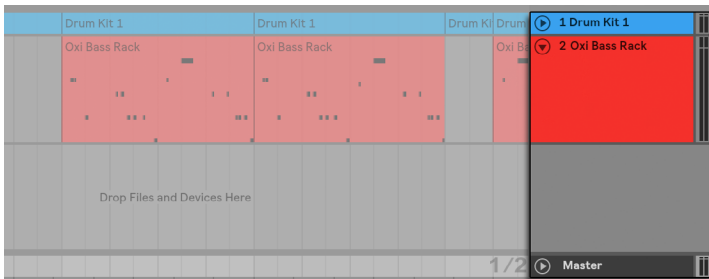 Drum Kit 1 Drum Kit 1 Drum Ki Drum 1 Drum Kit 1
Oxi Bass Rack Oxi Bass Rack Oxi Ba 2 Oxi Bass Rack
Drop Files and Devices Here
1/2 Master